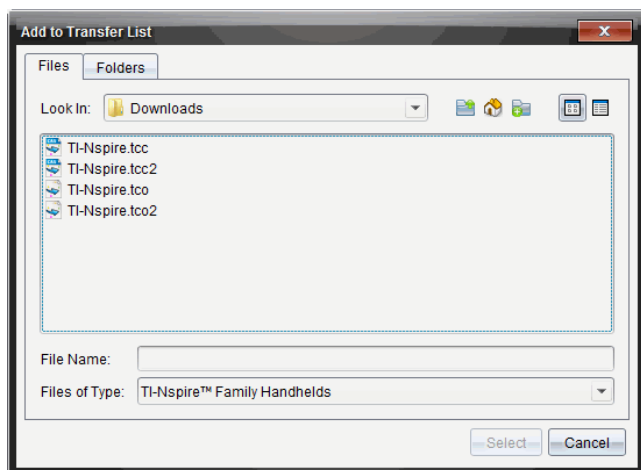 Add to Transfer List
Files Folders
Look In: Downloads
TI-Nspire.tcc
TI-Nspire.tcc2
TI-Nspire.tco
TI-Nspire.tco2
File Name:
Files of Type: TI-Nspire™ Family Handhelds
Select Cancel